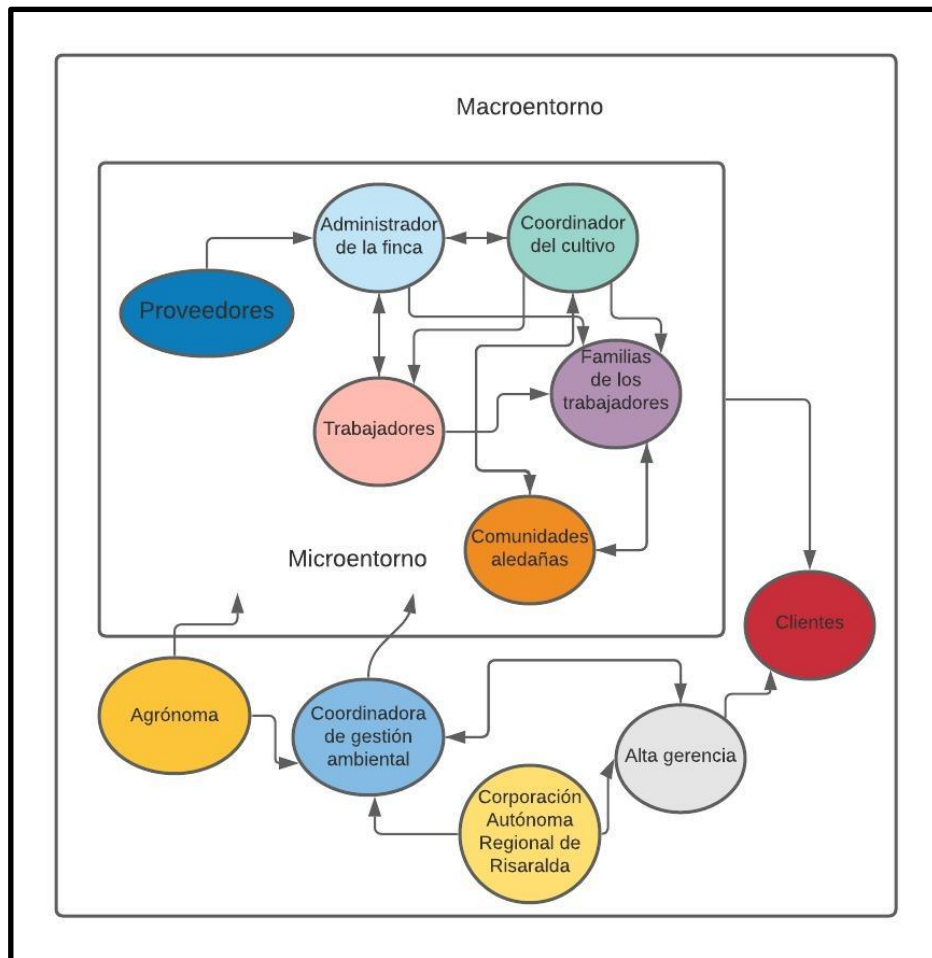 Macroentorno
Administrador
de la finca
Coordinador
del cultivo
Proveedores
Familias
de los
trabajadores
Trabajadores
Comunidades
aledañas
Microentorno
Clientes
Agrónoma
Coordinadora
de gestión
ambiental
Alta gerencia
Corporación
Autónoma
Regional de
Risaralda